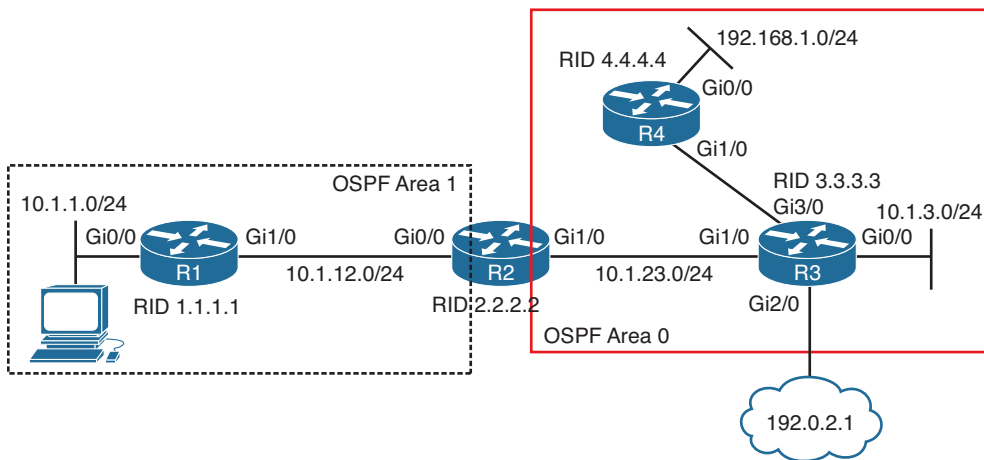 192.168.1.0/24
RID 4.4.4.4
Gi0/0
R4
Gi1/0
OSPF Area 1
RID 3.3.3.3
10.1.1.0/24
Gi3/0
10.1.3.0/24
Gi0/0
Gi1/0
Gi0/0
Gi1/0
Gi1/0
Gi0/0
R1
10.1.12.0/24
R2
10.1.23.0/24
R3
RID 1.1.1.1
RID 2.2.2.2
Gi2/0
OSPF Area 0
192.0.2.1